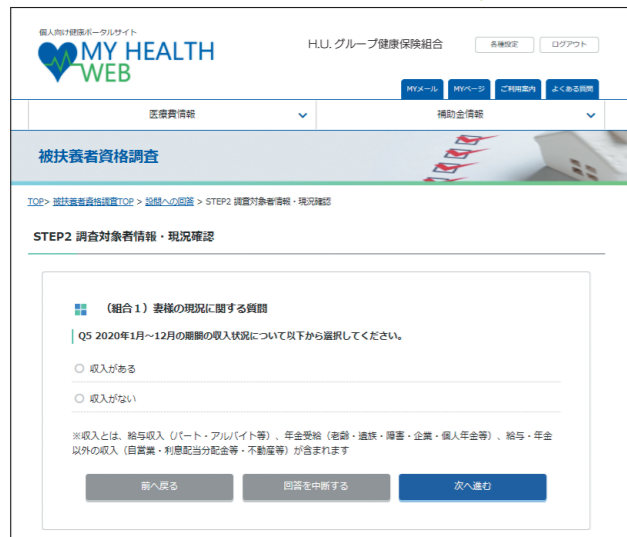 個人向け健康ポータルサイト
MY HEALTH WEB
H.U. グループ健康保険組合
各種設定
ログアウト
MYメール
MYページ
ご利用案内
よくある質問
医療費情報
補助金情報
被扶養者資格調査
TOP> 被扶養者資格調査TOP > 設問への回答 > STEP2 調査対象者情報・現況確認
STEP2 調査対象者情報・現況確認
（組合１）妻様の現況に関する質問
Q5 2020年1月～12月の期間の収入状況について以下から選択してください。
収入がある
収入がない
※収入とは、給与収入（パート・アルバイト等）、年金受給（老齢・遺族・障害・企業・個人年金等）、給与・年金
以外の収入（自営業・利息配当分配金等・不動産等）が含まれます
前へ戻る
回答を中断する
次へ進む